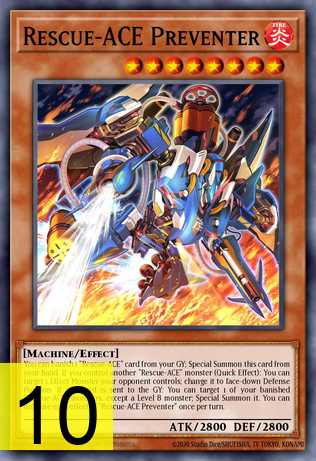 RESCUE-ACE PREVENTER
FIRE
炎
[MACHINE/EFFECT]
You can banish 1 "Rescue-ACE" card from your GY; Special Summon this card from
your hand. If you control another "Rescue-ACE" monster (Quick Effect): You can
target 1 Effect Monster your opponent controls; change it to face-down Defense
is sent to the GY: You can target 1 of your banished
except a Level 8 monster; Special Summon it. You can
"Rescue-ACE Preventer" once per turn.
ATK/2800 DEF/2800
10
©2020 Studio Dice/SHUEISHA, TV TOKYO, KONAMI